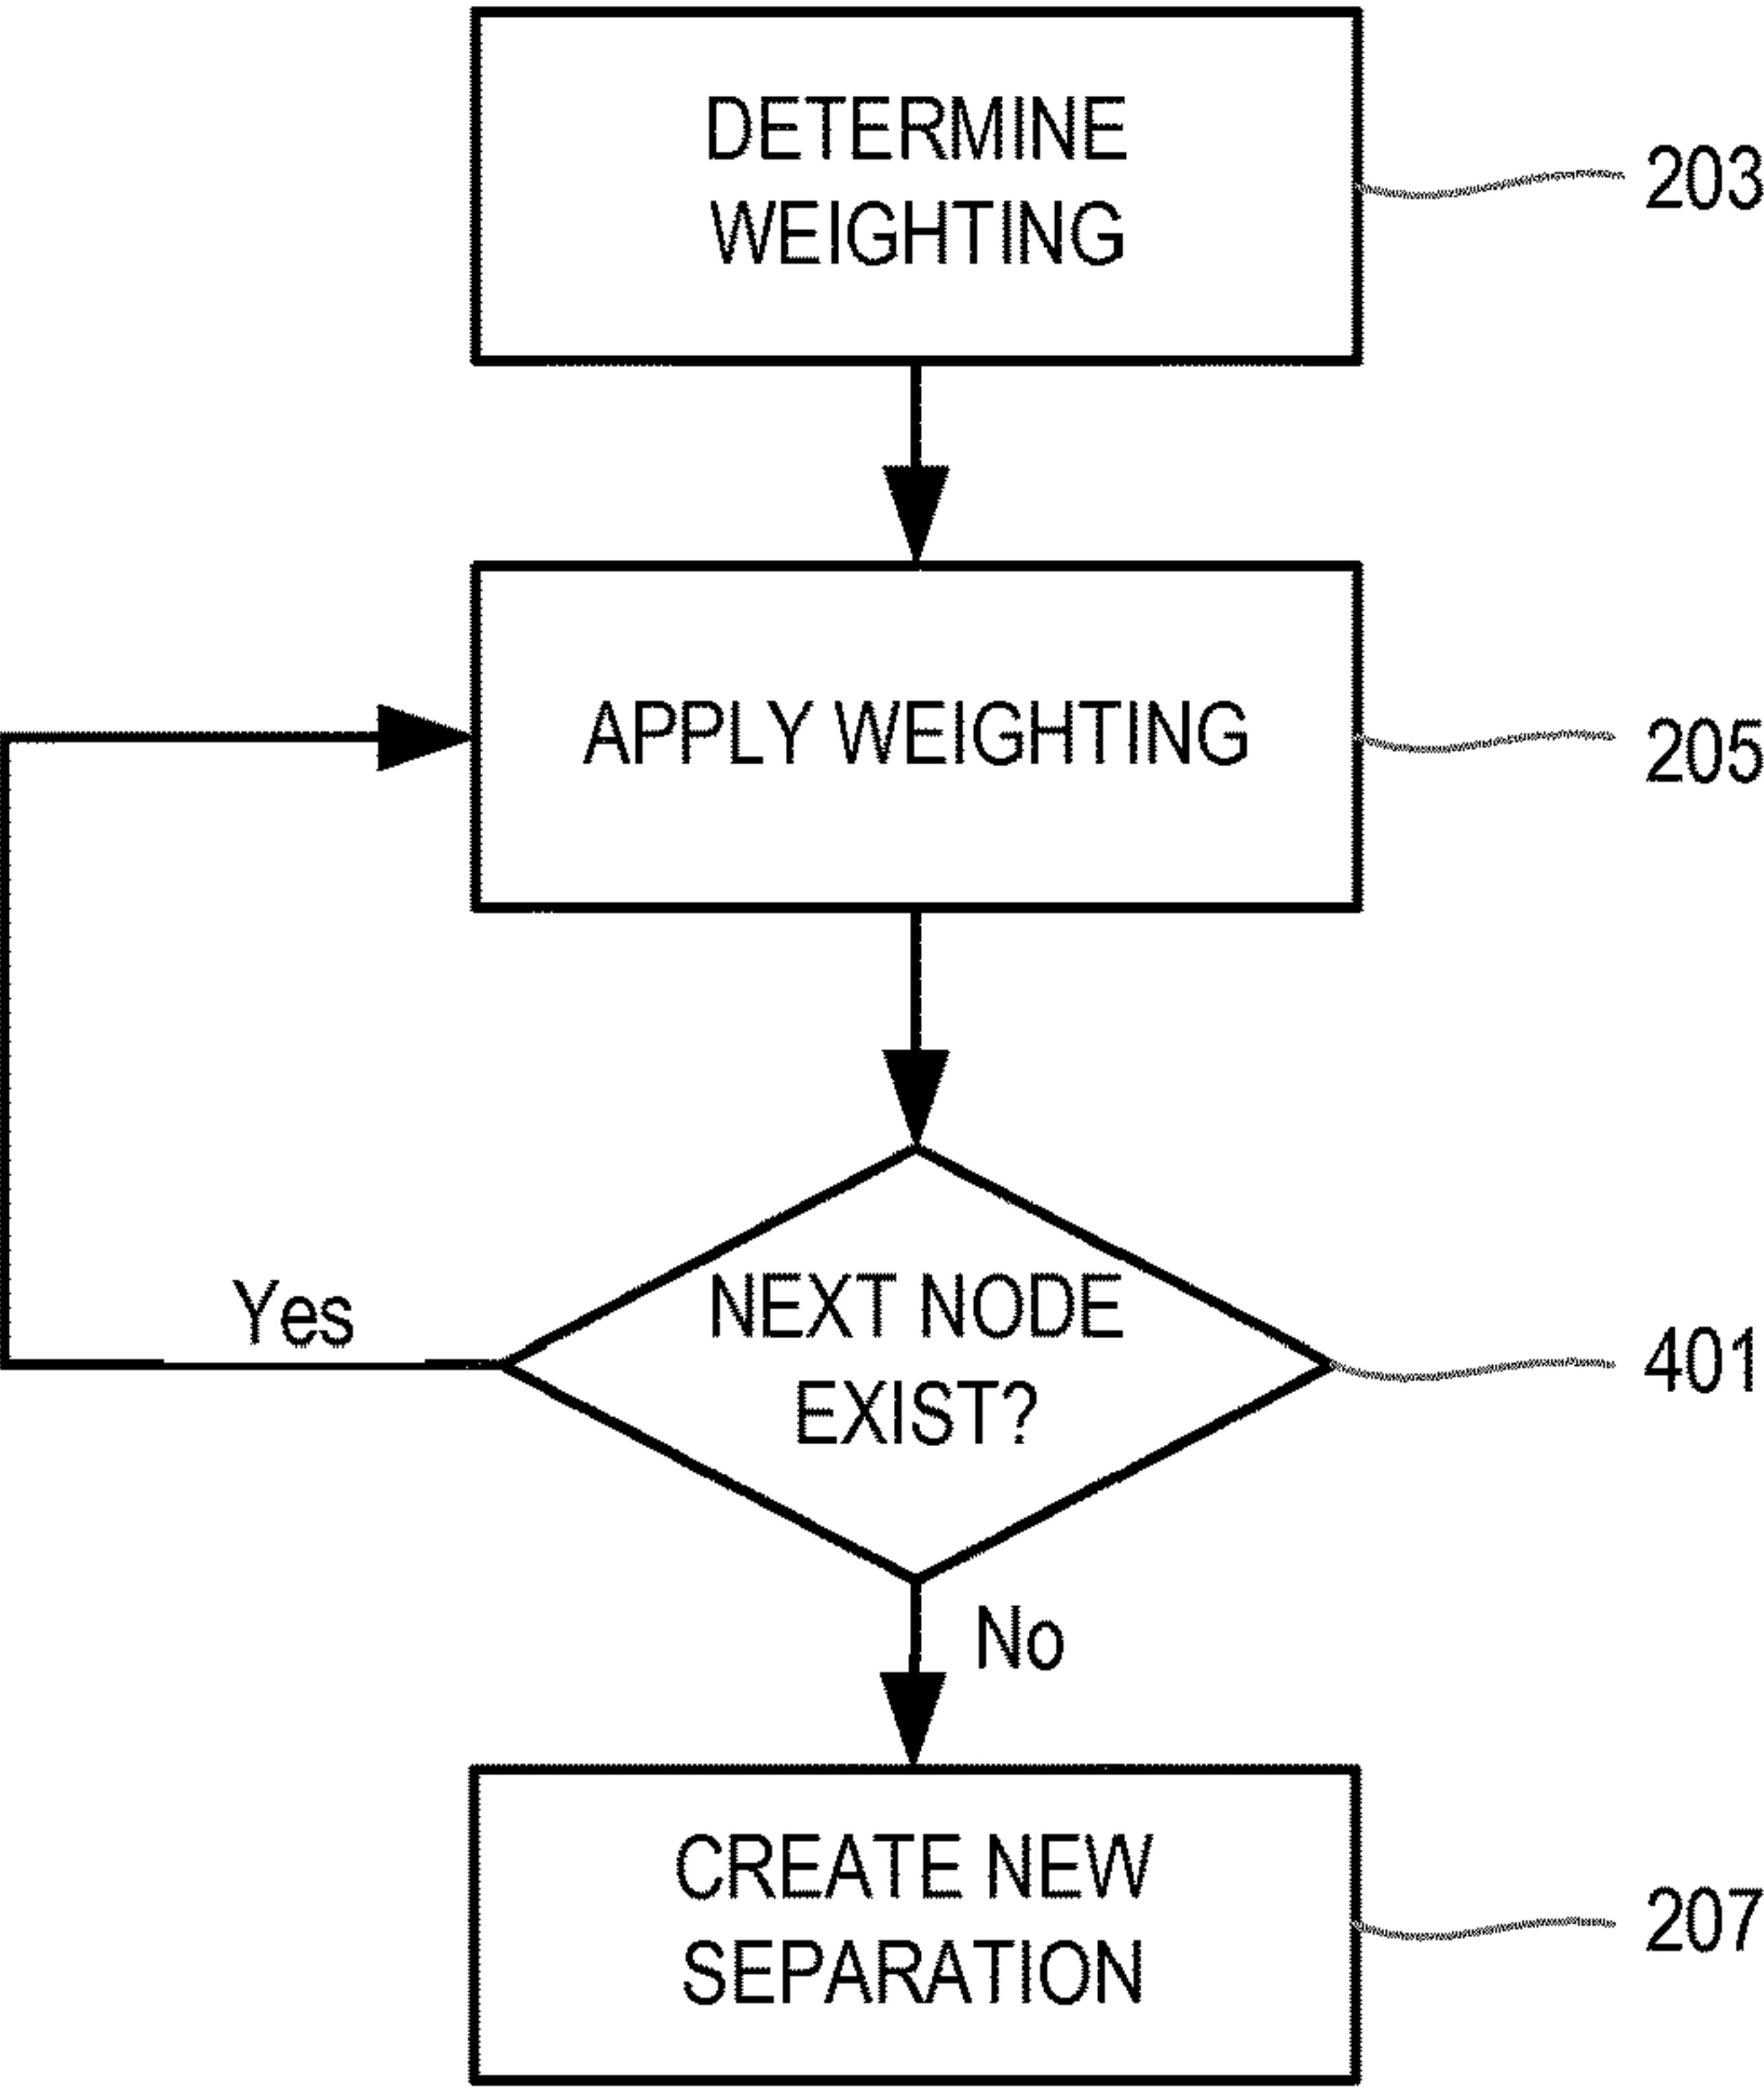 DETERMINE
WEIGHTING
203
APPLY WEIGHTING
205
NEXT NODE
EXIST?
401
Yes
No
CREATE NEW
SEPARATION
207